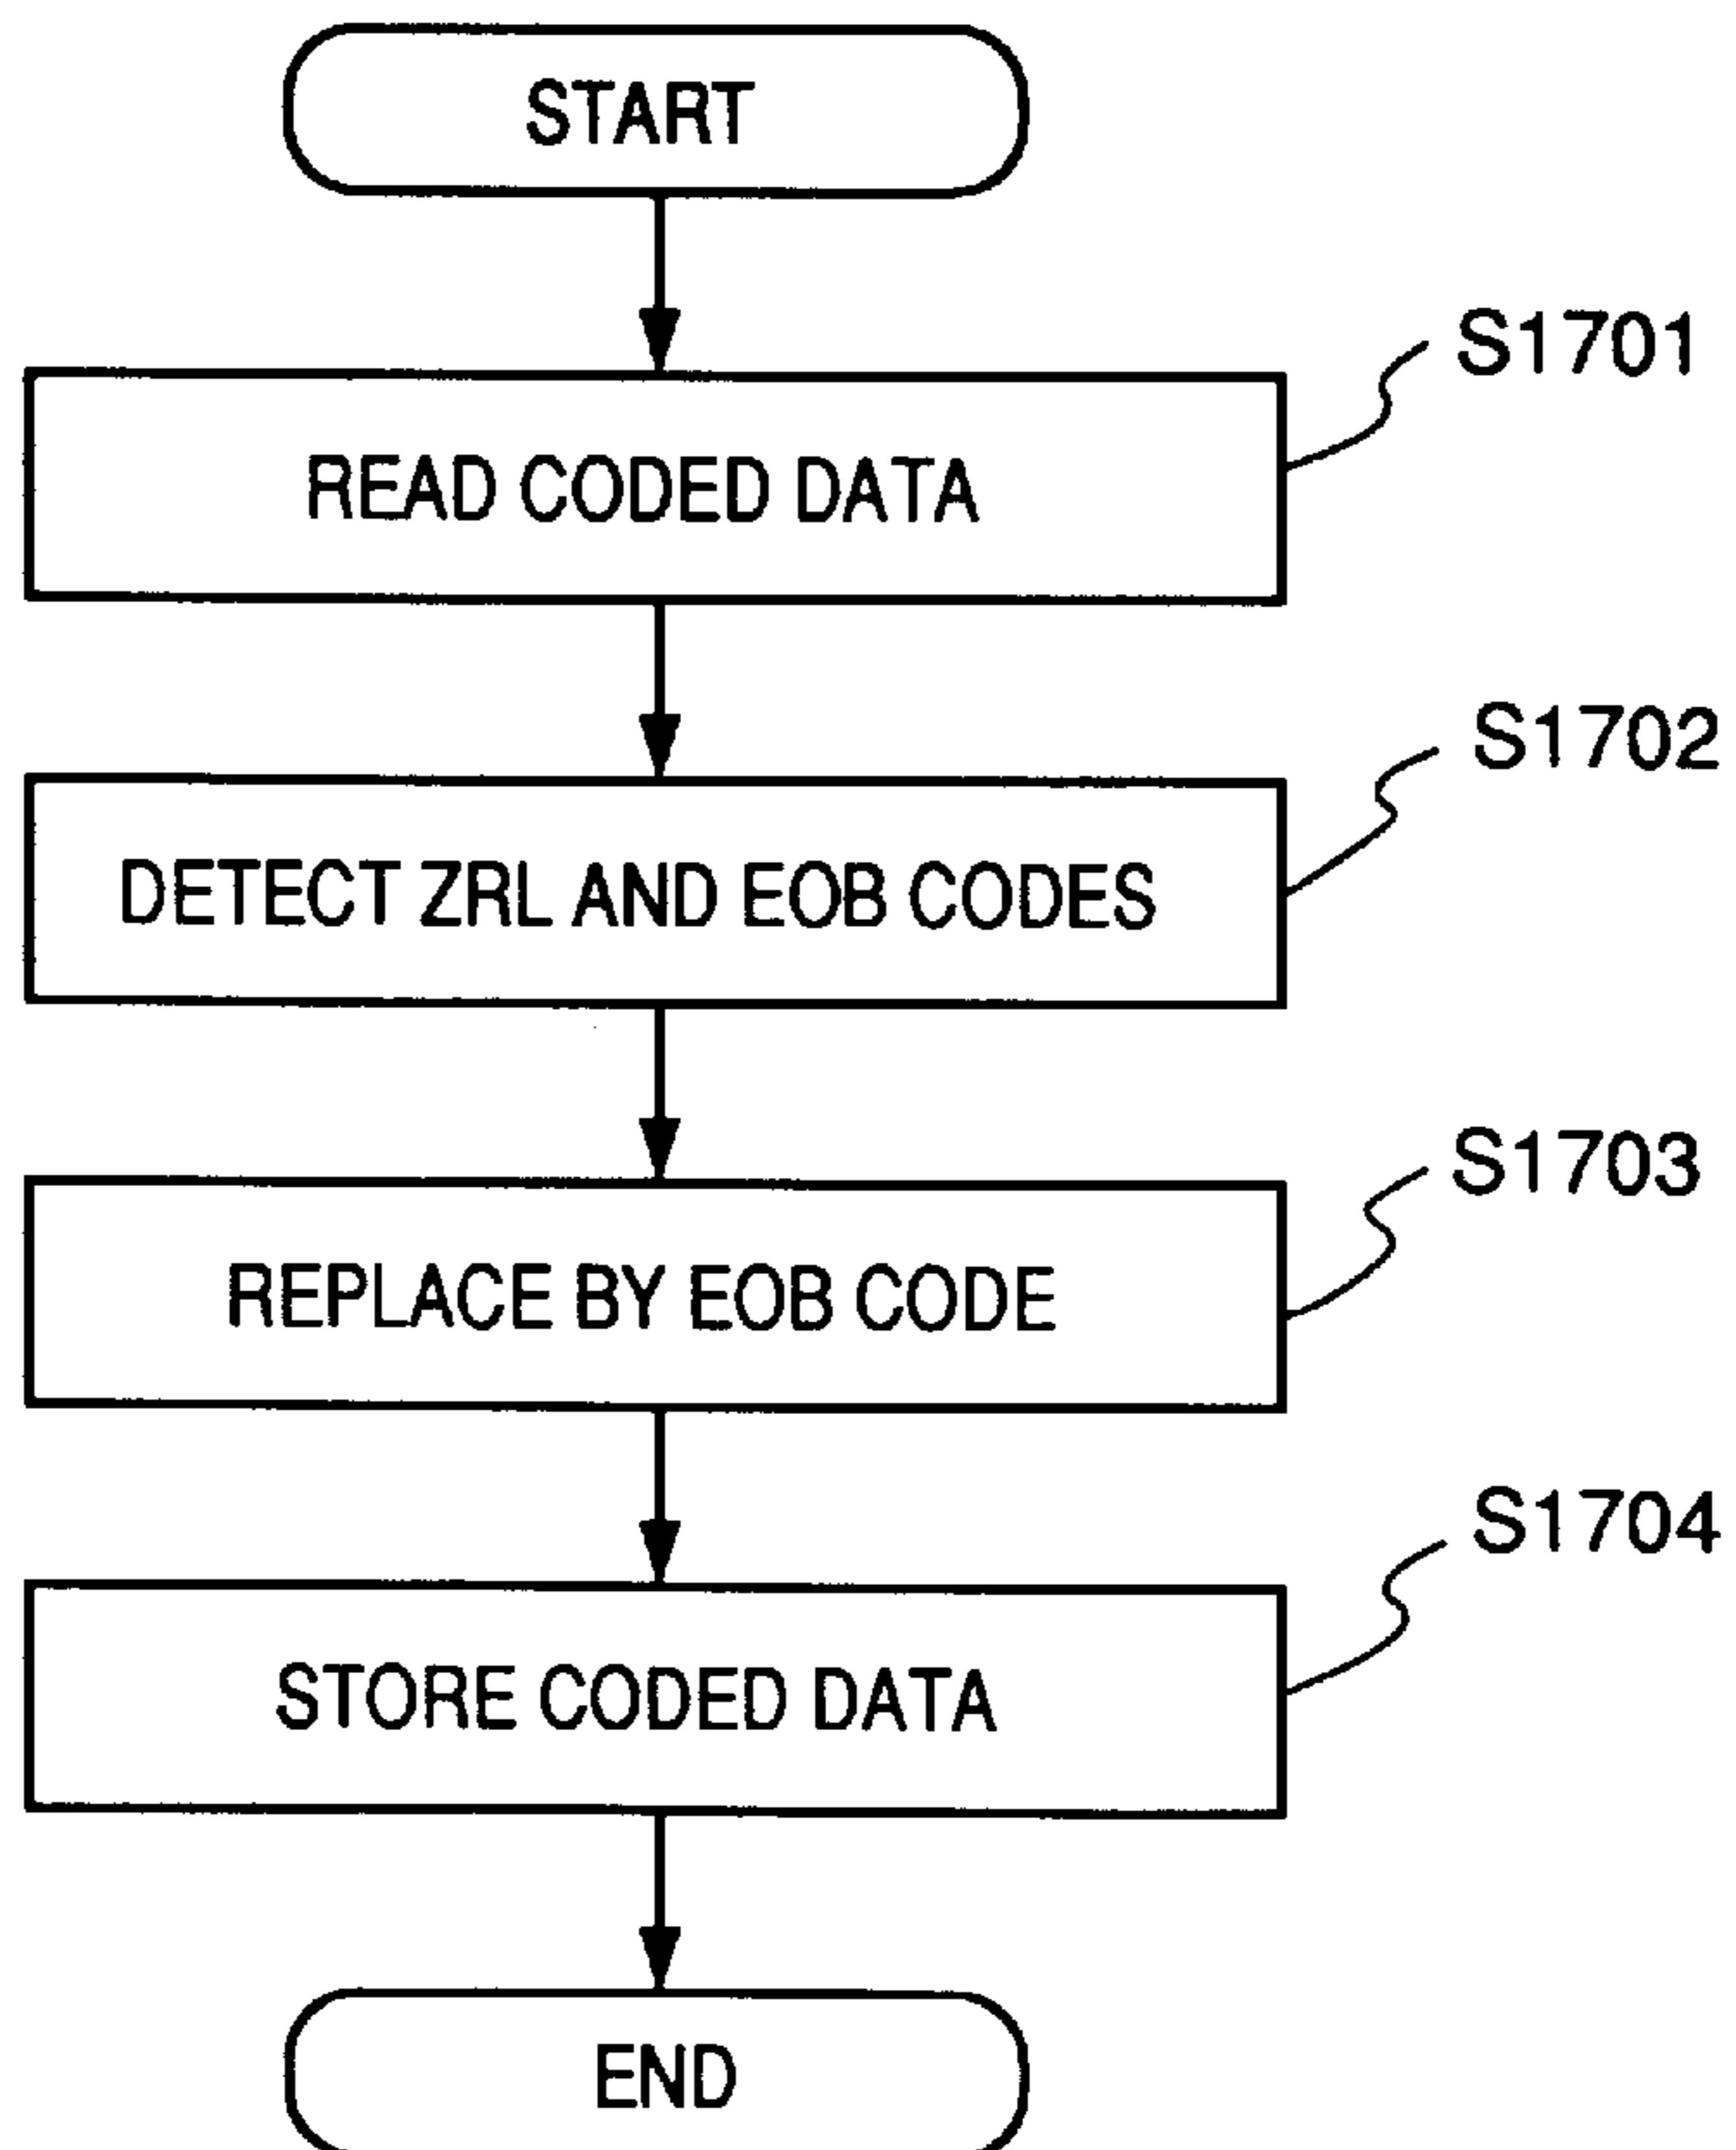 START
S1701
READ CODED DATA
S1702
DETECT ZRL AND EOB CODES
S1703
REPLACE BY EOB CODE
S1704
STORE CODED DATA
END